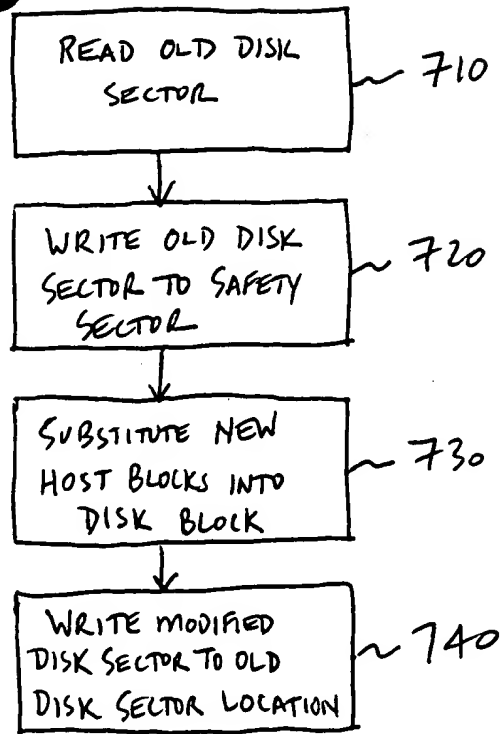 READ OLD DISK
SECTOR
710
WRITE OLD DISK
SECTOR TO SAFETY
SECTOR
720
SUBSTITUTE NEW
HOST BLOCKS INTO
DISK BLOCK
730
WRITE MODIFIED
DISK SECTOR TO OLD
DISK SECTOR LOCATION
740